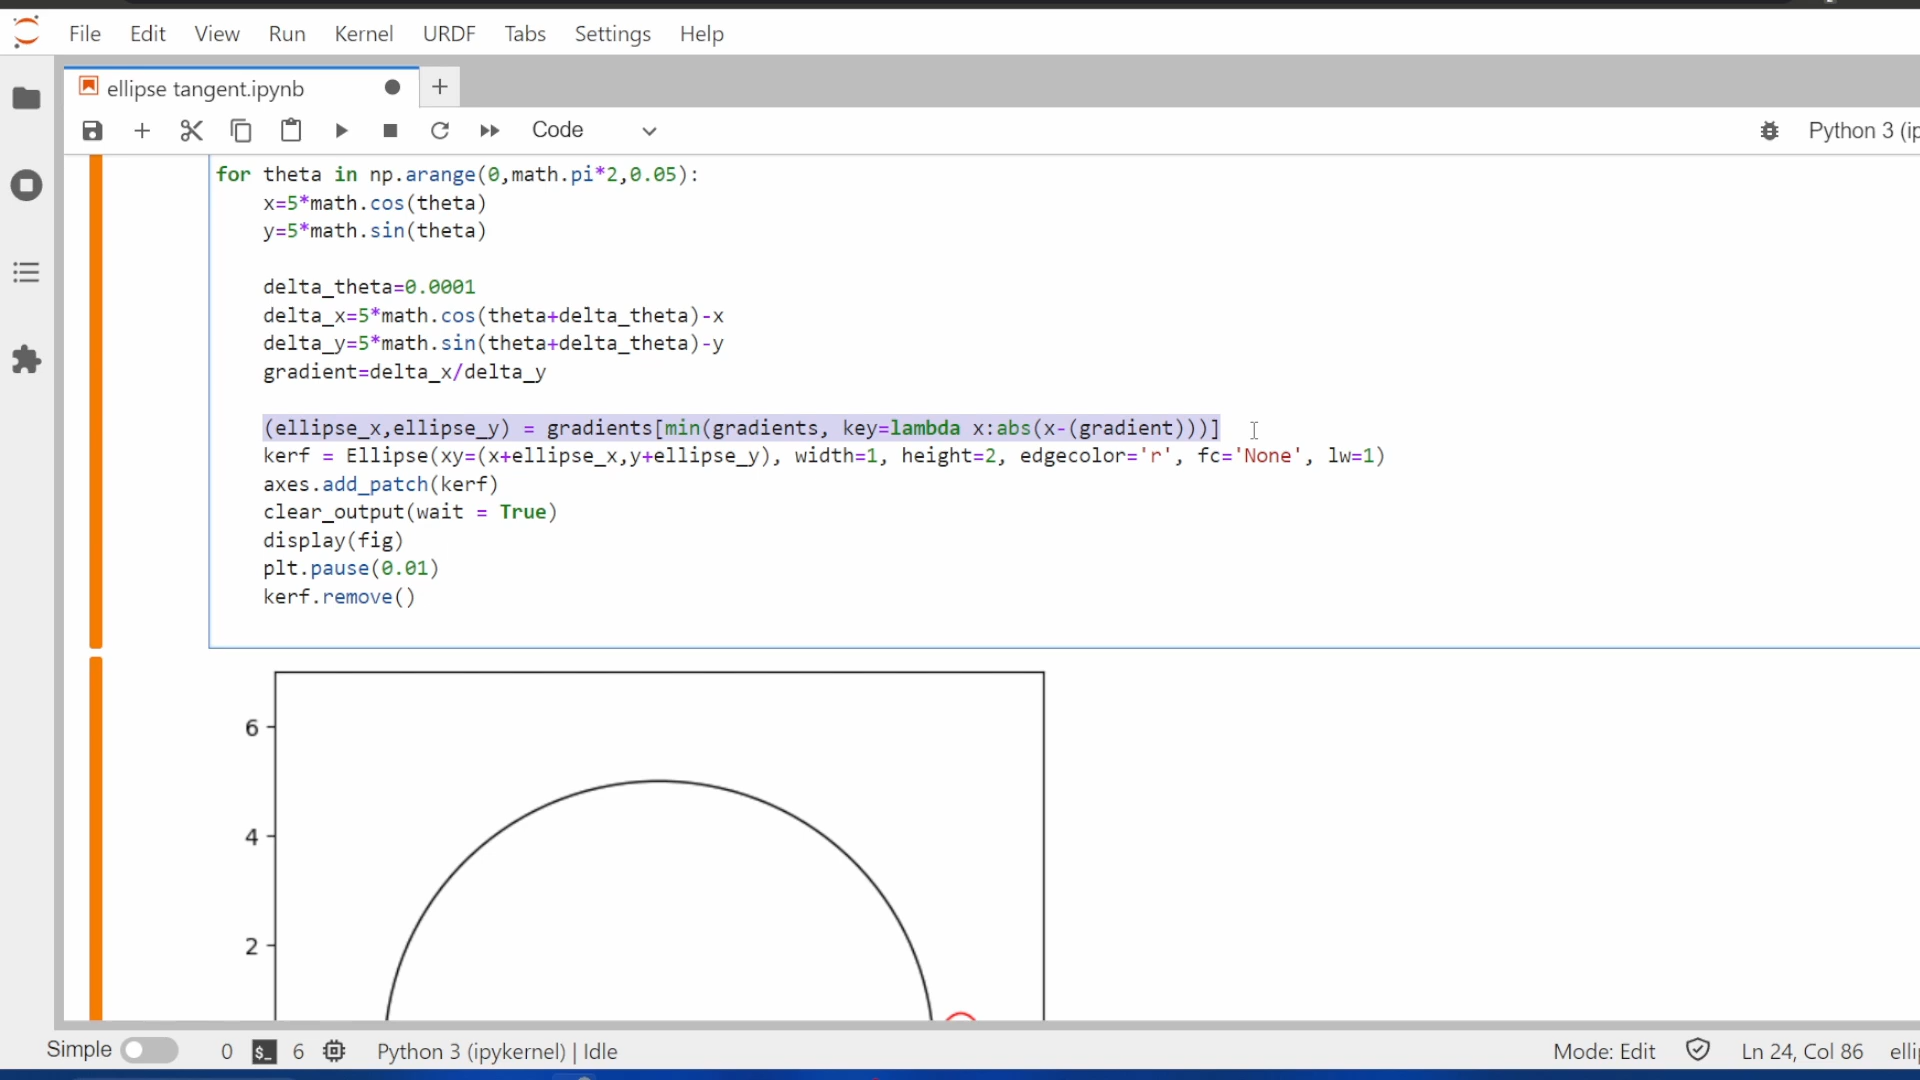 File Edit View Run Kernel URDF Tabs Settings Help
ellipse tangent.ipynb
Code
Python 3 (ip
for theta in np.arange(0,math.pi*2,0.05):
x=5*math.cos(theta)
y=5*math.sin(theta)
delta_theta=0.0001
delta_x=5*math.cos(theta+delta_theta)-x
delta_y=5*math.sin(theta+delta_theta)-y
gradient=delta_x/delta_y
(ellipse_x,ellipse_y) = gradients[min(gradients, key=lambda x:abs(x-(gradient)))]
kerf = Ellipse(xy=(x+ellipse_x,y+ellipse_y), width=1, height=2, edgecolor='r', fc='None', lw=1)
axes.add_patch(kerf)
clear_output(wait = True)
display(fig)
plt.pause(0.01)
kerf.remove()
6
4
2
Simple 0 $_ 6 Python 3 (ipykernel) | Idle Mode: Edit Ln 24, Col 86 elli